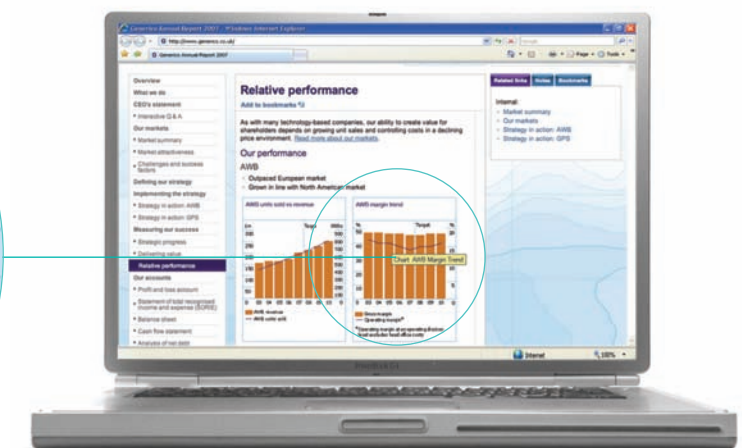 Generics Annual Report 2007 - Windows Internet Explorer
http://www.generics.co.uk/
Google
Generics Annual Report 2007
Page
Tools
Overview
What we do
CEO's statement
Interactive Q & A
Our markets
Market summary
Market attractiveness
Challenges and success
factors
Defining our strategy
Implementing the strategy
Strategy in action: AWB
Strategy in action: GPS
Measuring our success
Strategic progress
Delivering value
Relative performance
Our accounts
Profit and loss account
Statement of total recognised
income and expense (SORIE)
Balance sheet
Cash flow statement
Analysis of net debt
Relative performance
Add to bookmarks
As with many technology-based companies, our ability to create value for
shareholders depends on growing unit sales and controlling costs in a declining
price environment. Read more about our markets.
Our performance
AWB
Outpaced European market
Grown in line with North American market
AWB units sold vs revenue
£m
Target
000s
AWB revenue
AWB units sold
AWB margin trend
%
Target
%
Chart: AWB Margin Trend
Gross margin
Operating margin*
Related links
Notes
Bookmarks
Internal:
Market summary
Our markets
Strategy in action: AWB
Strategy in action: GPS
Internet
100%